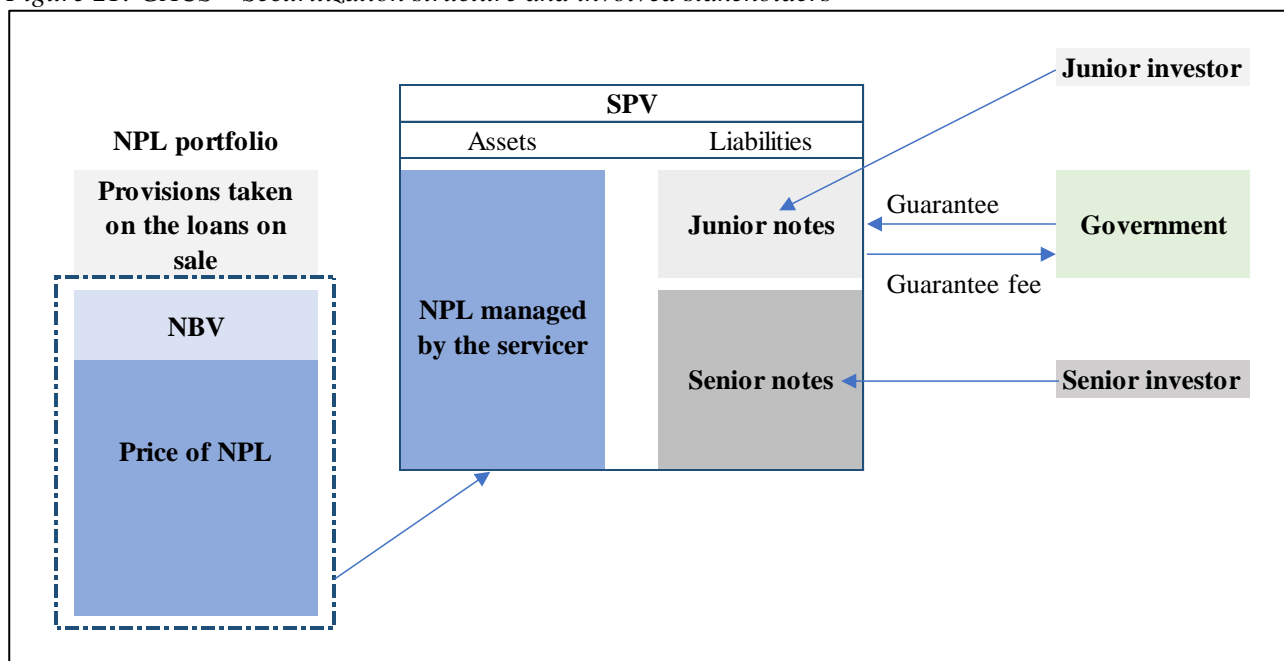 Figure 21: GACS – Securitization structure and involved stakeholders
Junior investor
SPV
NPL portfolio
Assets
Liabilities
Provisions taken
on the loans on
sale
Junior notes
Guarantee
Government
Guarantee fee
NBV
NPL managed
by the servicer
Senior notes
Senior investor
Price of NPL